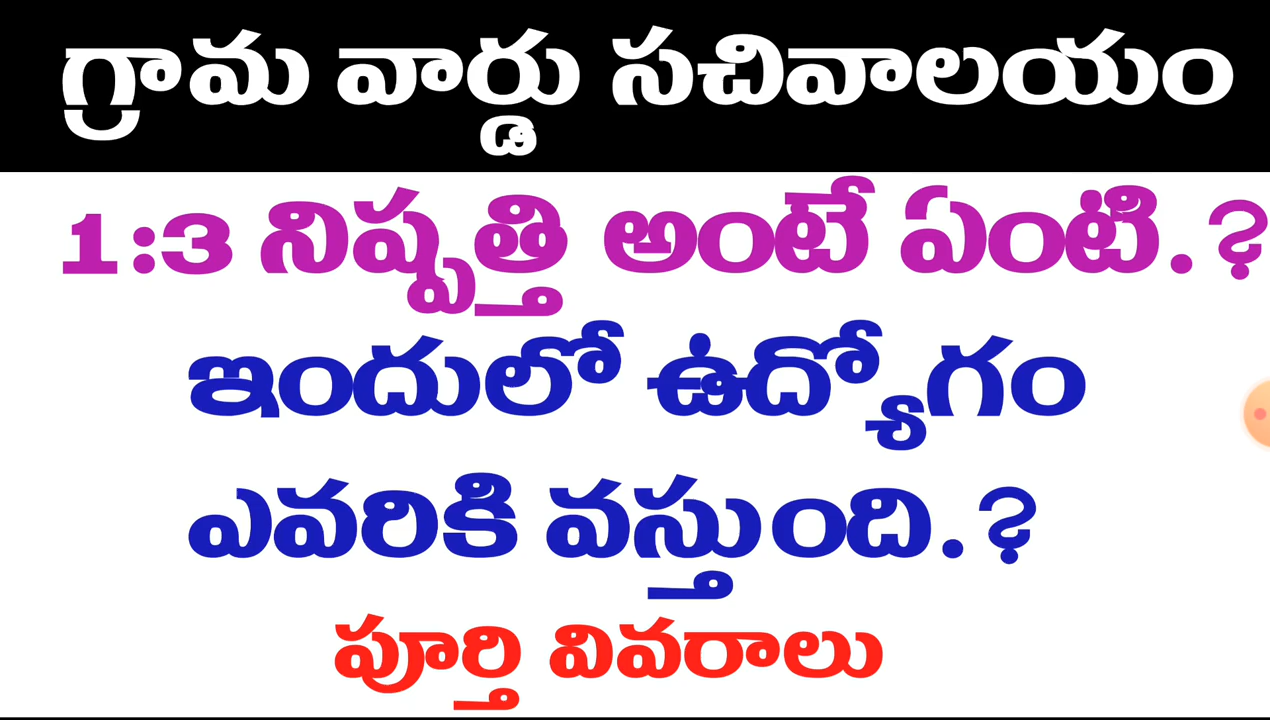 గ్రామ వార్డు సచివాలయం
1:3 నిష్పత్తి అంటే ఏంటి.?
ఇందులో ఉద్యోగం
ఎవరికి వస్తుంది.?
పూర్తి వివరాలు